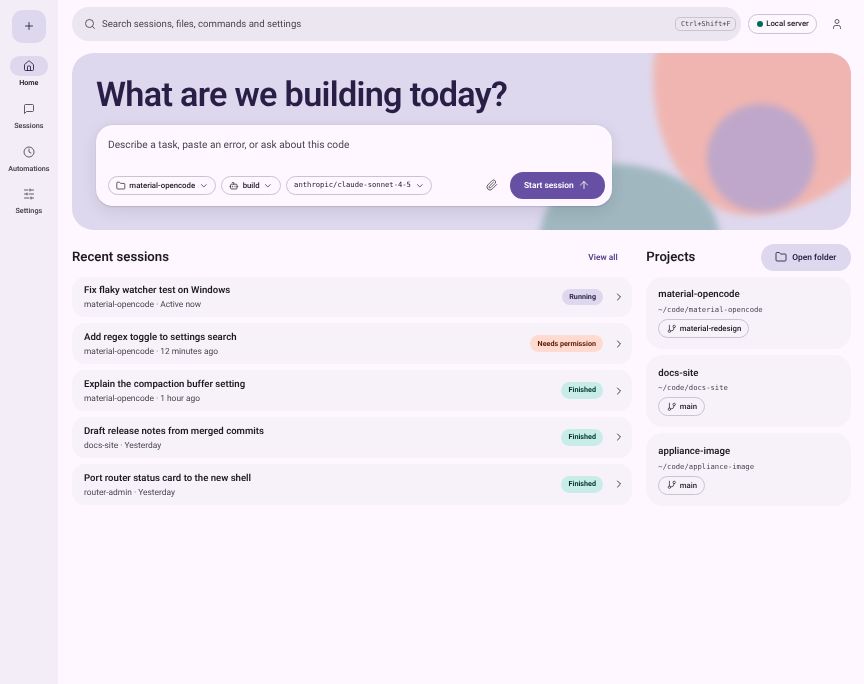 Search sessions, files, commands and settings
Ctrl+Shift+F
Local server
Home
Sessions
Automations
Settings
What are we building today?
Describe a task, paste an error, or ask about this code
material-opencode
build
anthropic/claude-sonnet-4-5
Start session
Recent sessions
View all
Fix flaky watcher test on Windows
material-opencode · Active now
Running
Add regex toggle to settings search
material-opencode · 12 minutes ago
Needs permission
Explain the compaction buffer setting
material-opencode · 1 hour ago
Finished
Draft release notes from merged commits
docs-site · Yesterday
Finished
Port router status card to the new shell
router-admin · Yesterday
Finished
Projects
Open folder
material-opencode
~/code/material-opencode
material-redesign
docs-site
~/code/docs-site
main
appliance-image
~/code/appliance-image
main